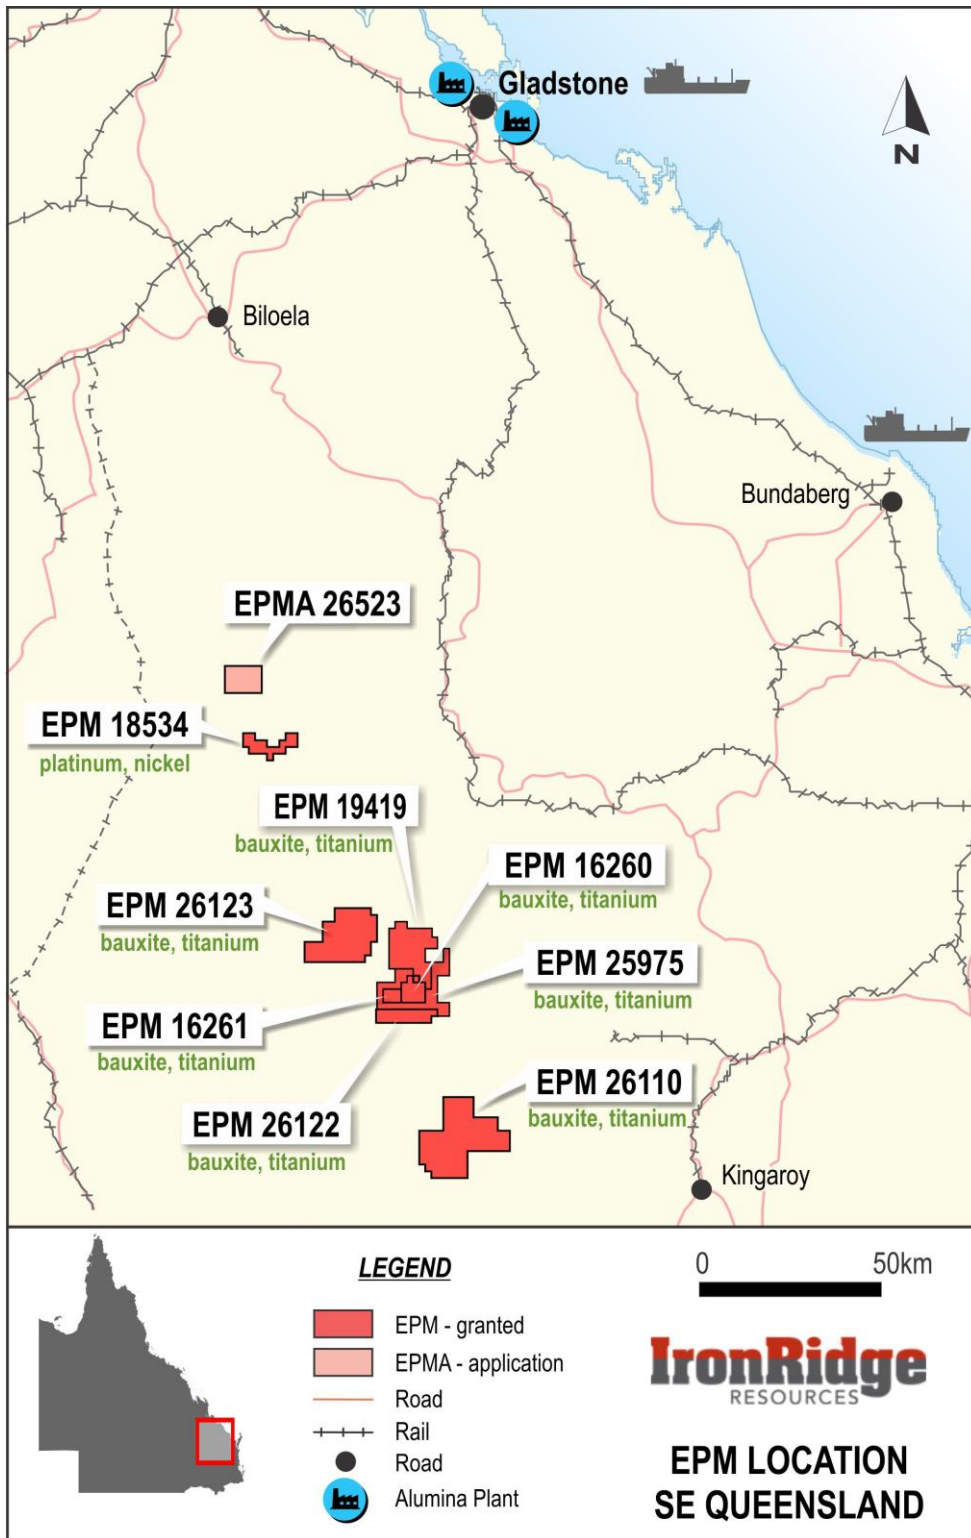 Gladstone
N
Biloela
Bundaberg
EPMA 26523
EPM 18534
platinum, nickel
EPM 19419
bauxite, titanium
EPM 16260
bauxite, titanium
EPM 26123
bauxite, titanium
EPM 25975
bauxite, titanium
EPM 16261
bauxite, titanium
EPM 26110
bauxite, titanium
EPM 26122
bauxite, titanium
Kingaroy
LEGEND
EPM - granted
EPMA - application
Road
Rail
Road
Alumina Plant
0 50km
IronRidge
RESOURCES
EPM LOCATION
SE QUEENSLAND